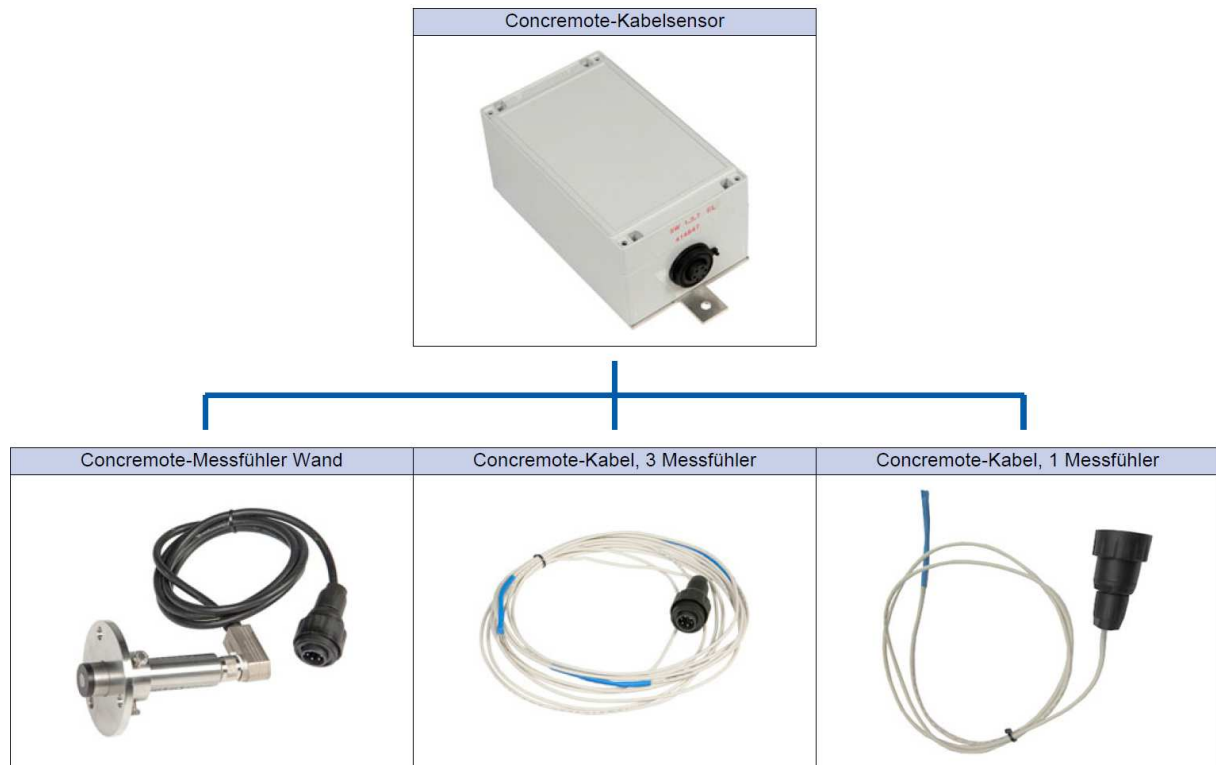 Concremote-Kabelsensor
Concremote-Messfühler Wand
Concremote-Kabel, 3 Messfühler
Concremote-Kabel, 1 Messfühler